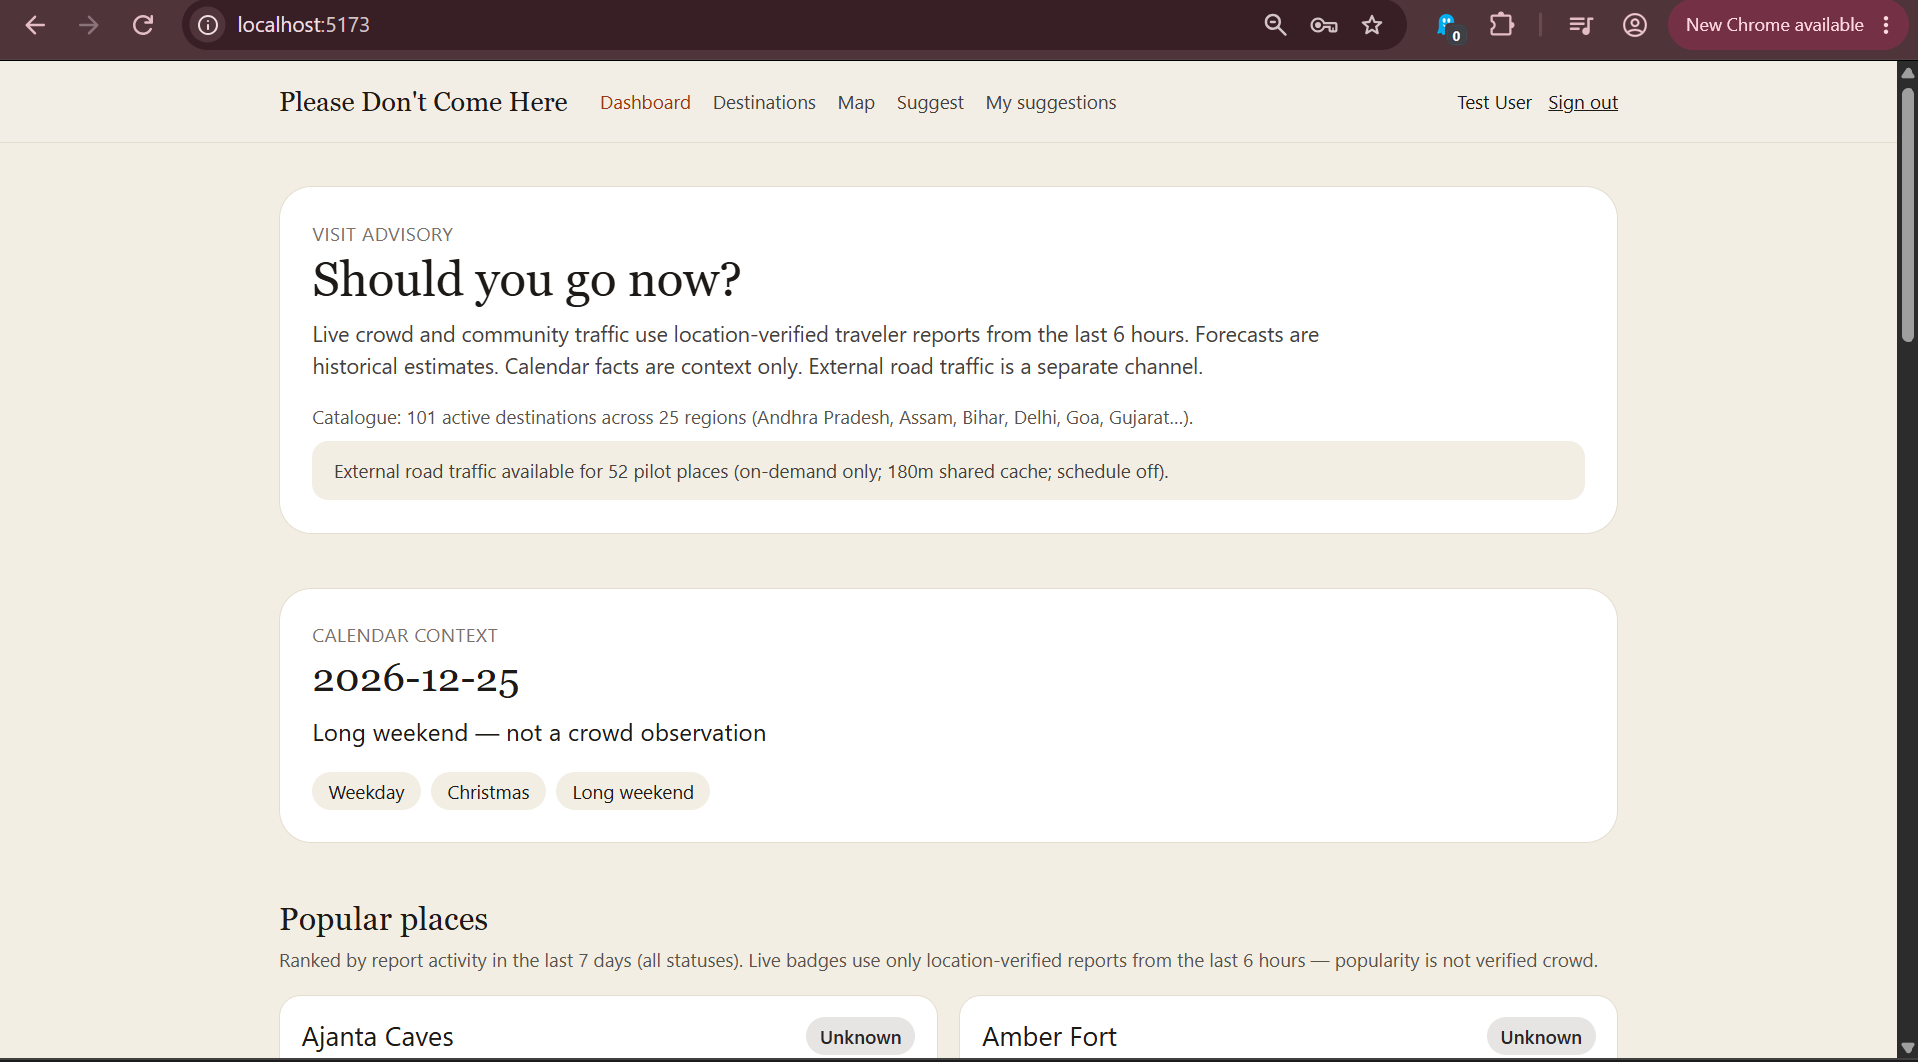 localhost:5173
0
New Chrome available
Please Don't Come Here
Dashboard
Destinations
Map
Suggest
My suggestions
Test User
Sign out
VISIT ADVISORY
Should you go now?
Live crowd and community traffic use location-verified traveler reports from the last 6 hours. Forecasts are
historical estimates. Calendar facts are context only. External road traffic is a separate channel.
Catalogue: 101 active destinations across 25 regions (Andhra Pradesh, Assam, Bihar, Delhi, Goa, Gujarat…).
External road traffic available for 52 pilot places (on-demand only; 180m shared cache; schedule off).
CALENDAR CONTEXT
2026-12-25
Long weekend — not a crowd observation
Weekday
Christmas
Long weekend
Popular places
Ranked by report activity in the last 7 days (all statuses). Live badges use only location-verified reports from the last 6 hours — popularity is not verified crowd.
Ajanta Caves
Unknown
Amber Fort
Unknown